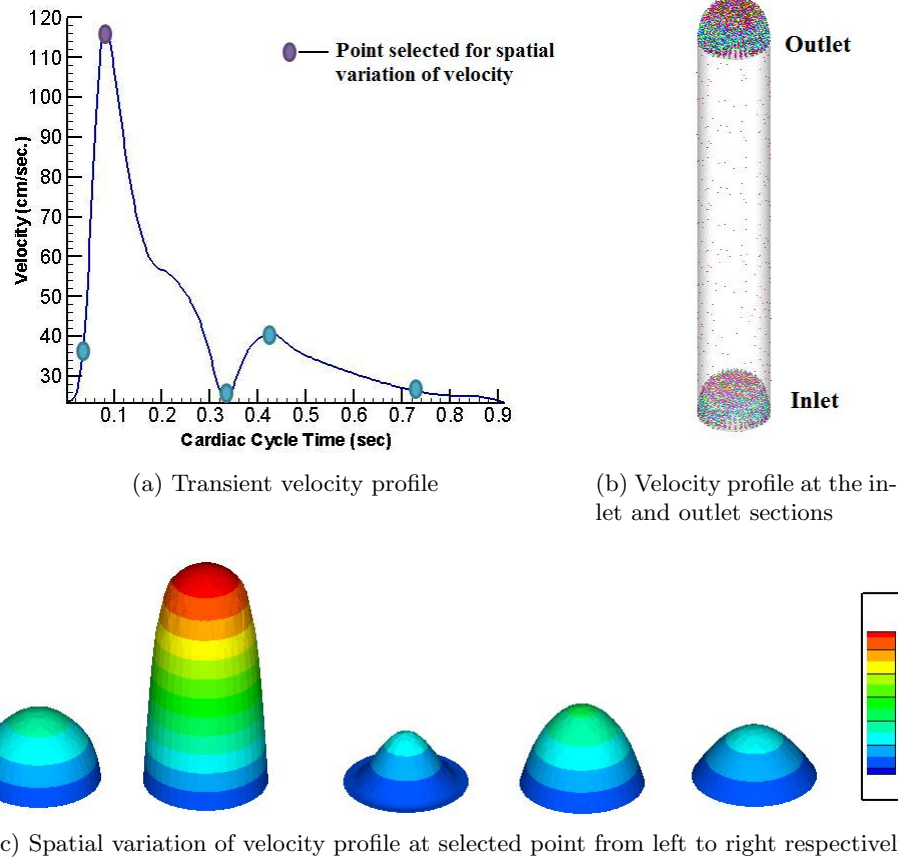 120
110
100
90
80
70
60
50
40
30
Velocity (cm/sec.)
0.1 0.2 0.3 0.4 0.5 0.6 0.7 0.8 0.9
Cardiac Cycle Time (sec)
Point selected for spatial
variation of velocity
Outlet
Inlet
(a) Transient velocity profile
(b) Velocity profile at the in-
let and outlet sections
c) Spatial variation of velocity profile at selected point from left to right respectivel